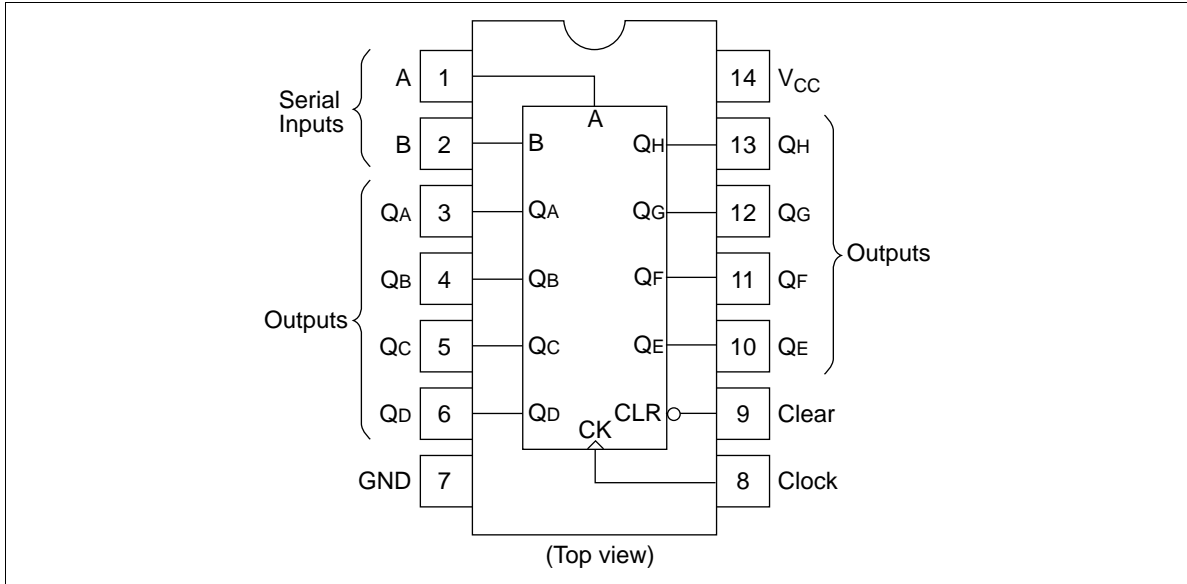 A 1
14 VCC
Serial
Inputs
A
B 2 B
QH 13 QH
QA 3 QA
QG 12 QG
QB 4 QB
QF 11 QF
Outputs
Outputs
QC 5 QC
QE 10 QE
QD 6 QD
CLR 9 Clear
CK
GND 7
8 Clock
(Top view)